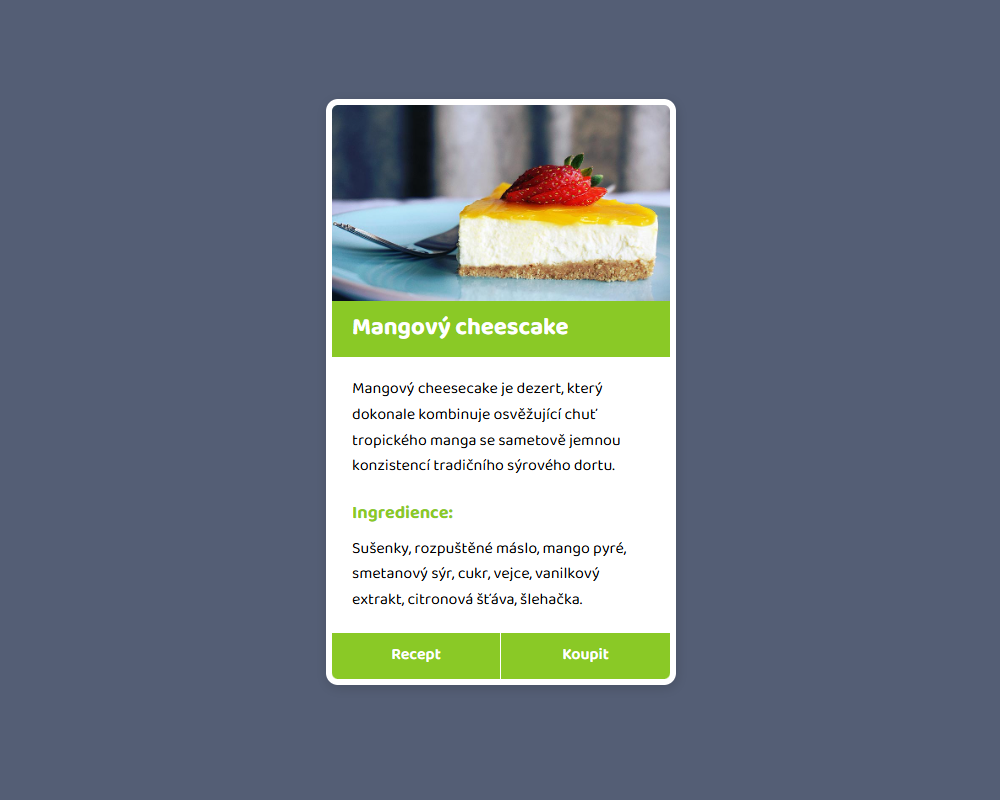 Mangový cheescake
Mangový cheesecake je dezert, který
dokonale kombinuje osvěžující chuť
tropického manga se sametově jemnou
konzistencí tradičního sýrového dortu.
Ingredience:
Sušenky, rozpuštěné máslo, mango pyré,
smetanový sýr, cukr, vejce, vanilkový
extrakt, citronová šťáva, šlehačka.
Recept
Koupit